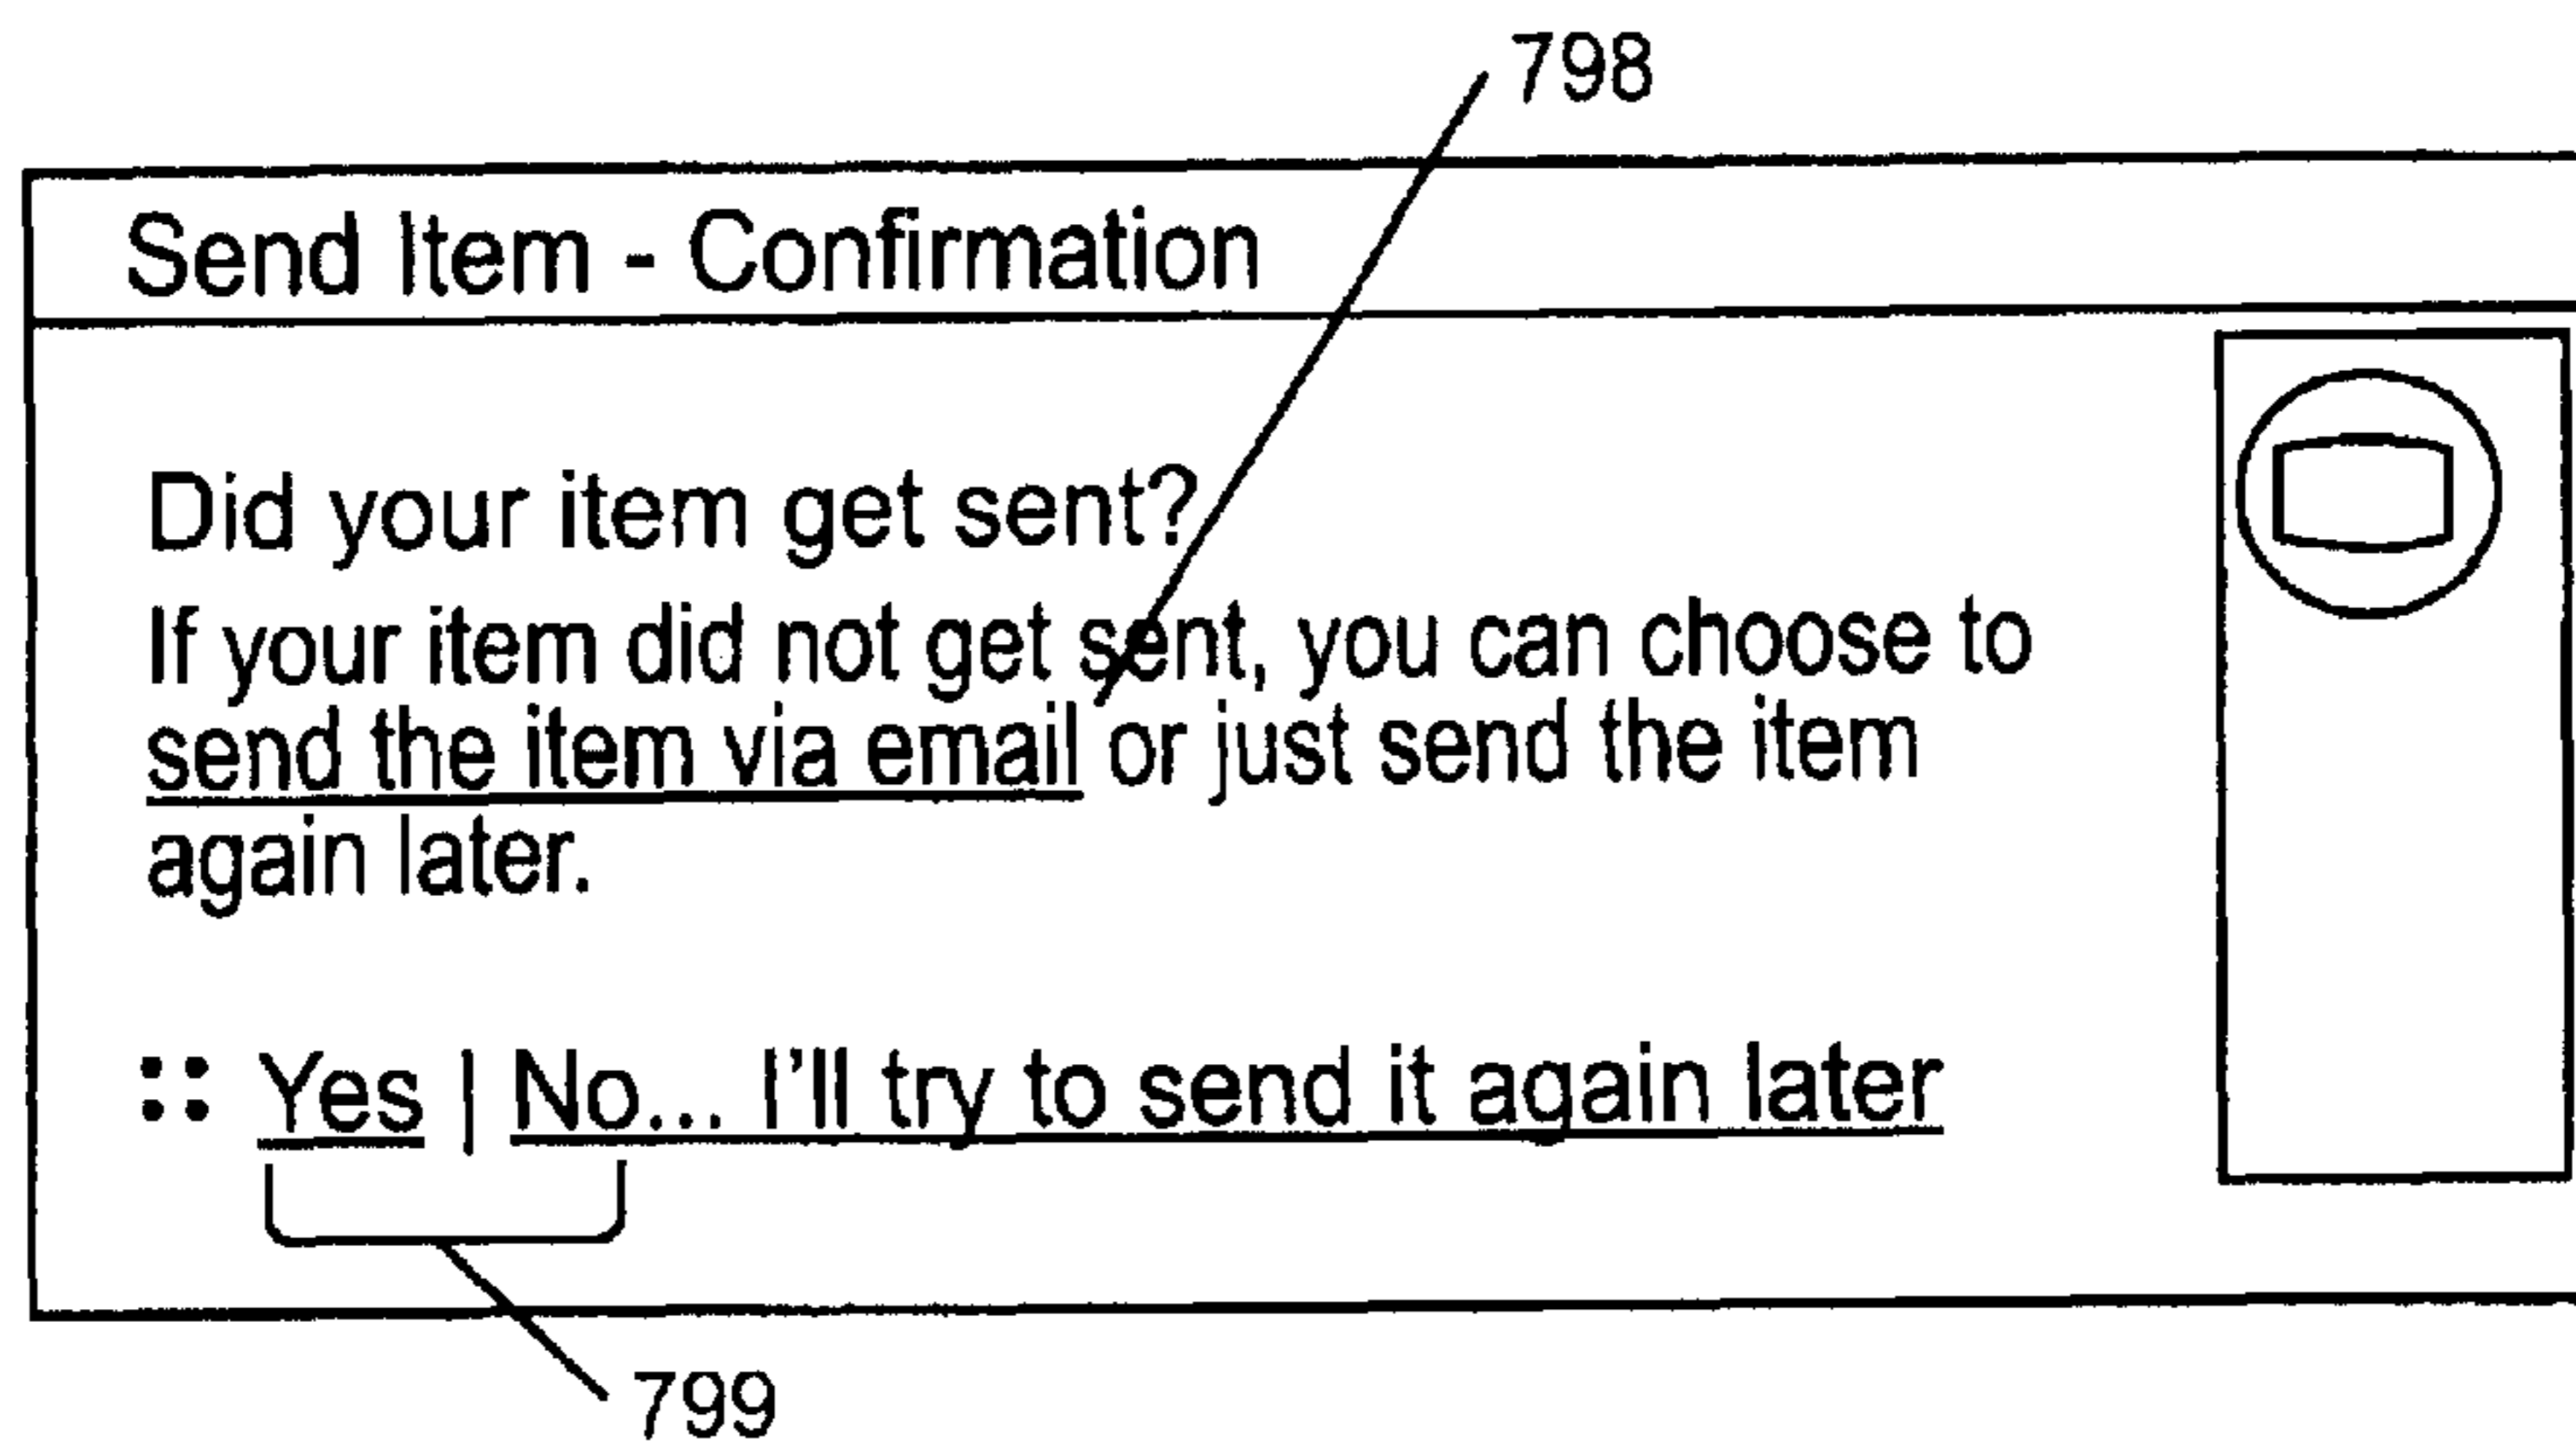 798
Send Item - Confirmation
Did your item get sent?
If your item did not get sent, you can choose to
send the item via email or just send the item
again later.
:: Yes | No... I'll try to send it again later
799